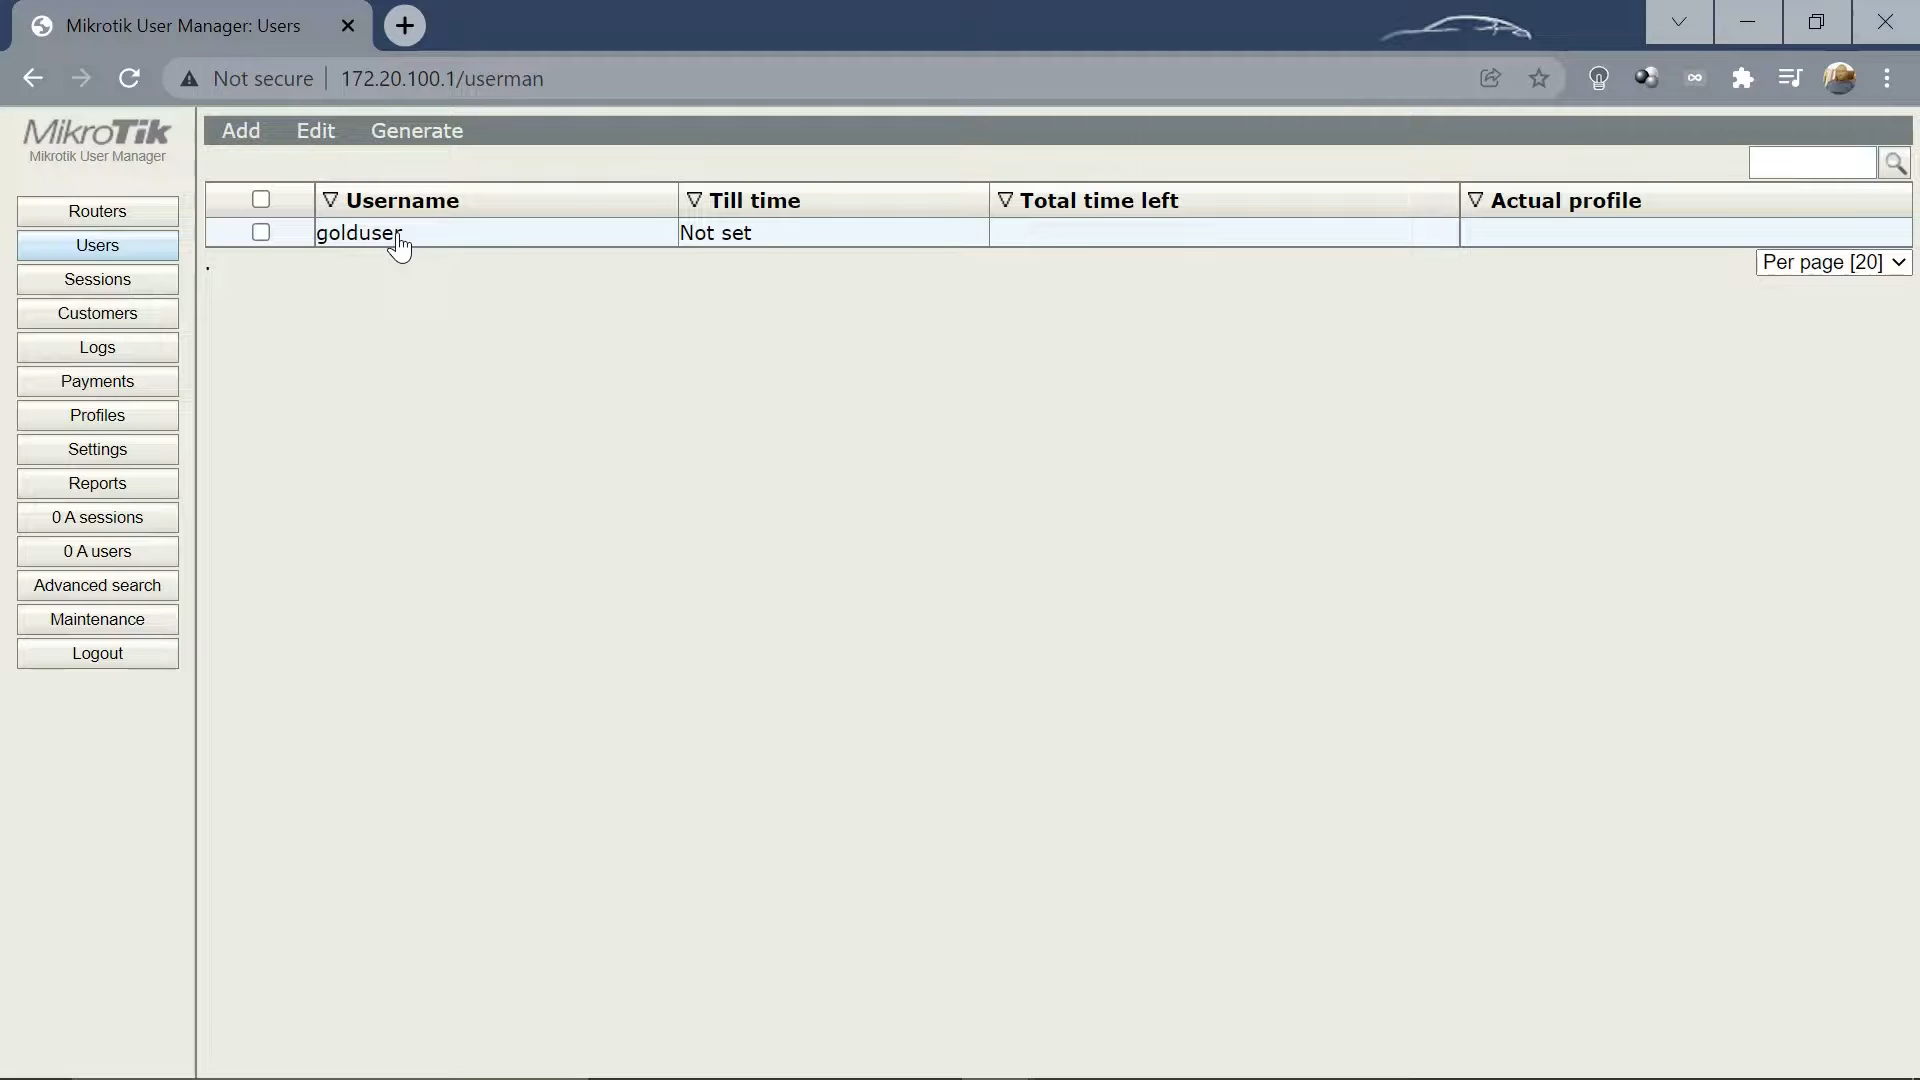 Mikrotik User Manager: Users
Not secure 172.20.100.1/userman
MikroTik
Mikrotik User Manager
Add Edit Generate
Username Till time Total time left Actual profile
golduser Not set
Per page [20]
Routers
Users
Sessions
Customers
Logs
Payments
Profiles
Settings
Reports
0 A sessions
0 A users
Advanced search
Maintenance
Logout